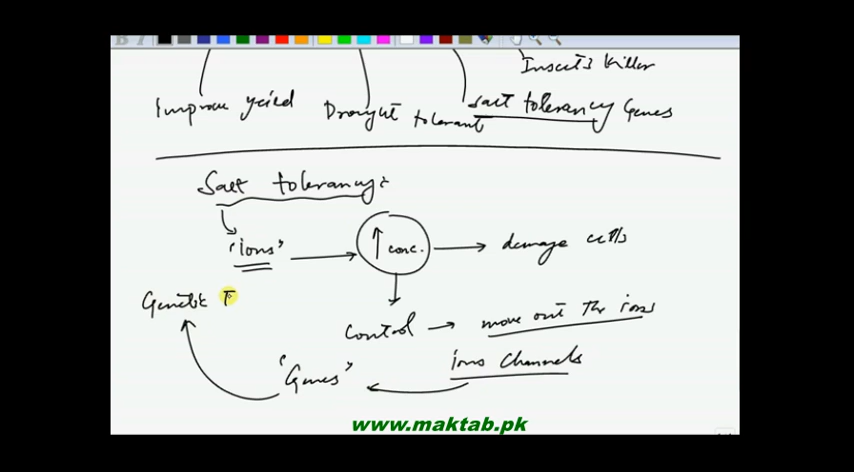 Insects killer
Improve yield Drought tolerant Salt tolerancy Genes
Salt tolerancy:
'ions' ↑ conc. damage cells
Genetic
Control → move out the ions
ions channels
'Genes'
www.maktab.pk